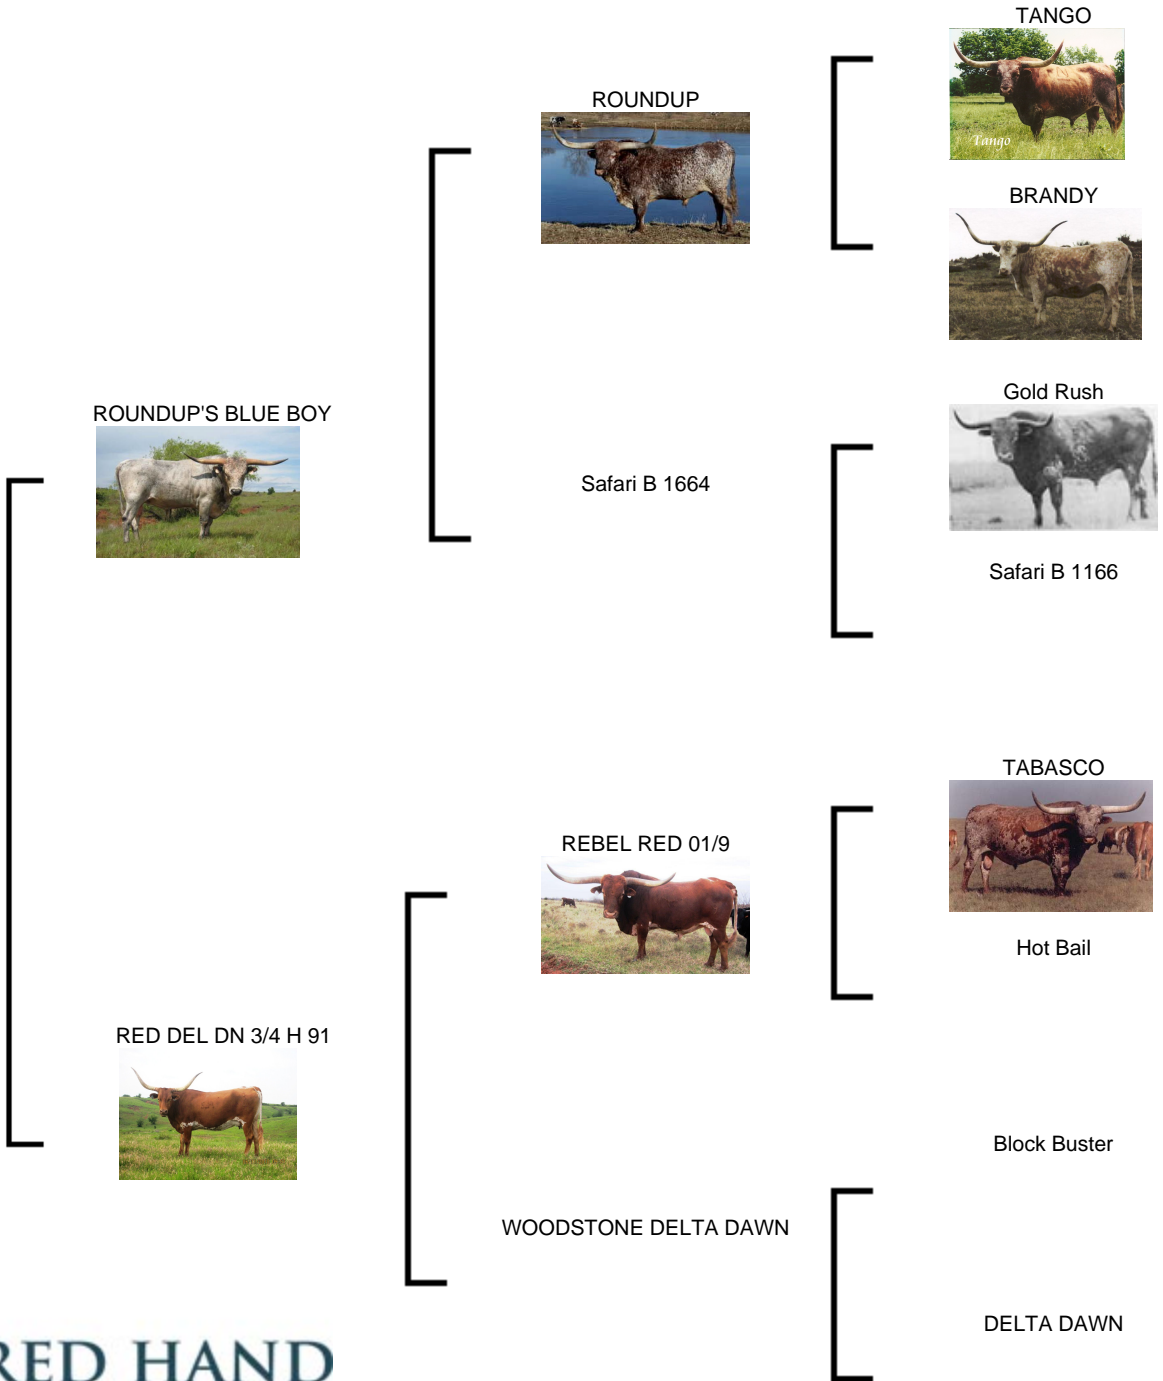 TANGO
ROUNDUP
Tango
BRANDY
Gold Rush
ROUNDUP'S BLUE BOY
Safari B 1664
Safari B 1166
TABASCO
REBEL RED 01/9
Hot Bail
RED DEL DN 3/4 H 91
Block Buster
WOODSTONE DELTA DAWN
DELTA DAWN
RED HAND